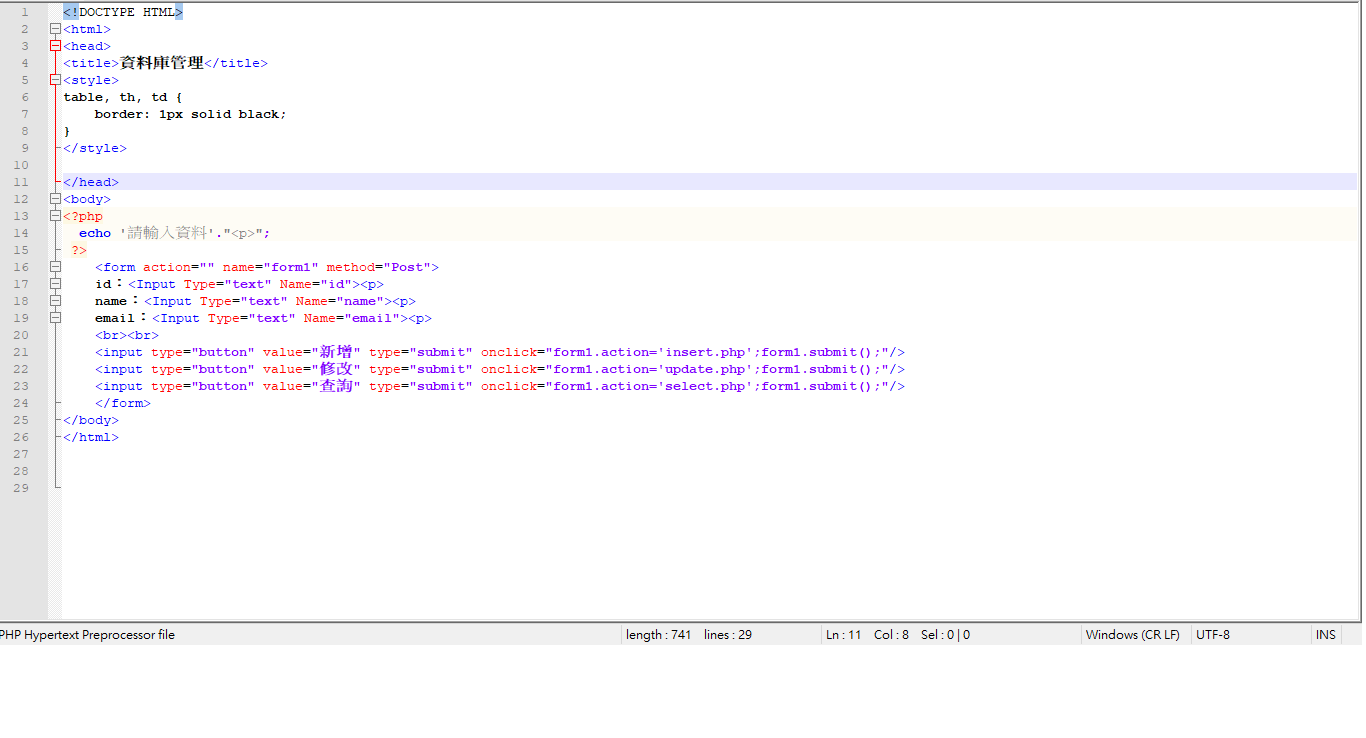 1 <!DOCTYPE HTML>
2 <html>
3 <head>
4 <title>資料庫管理</title>
5 <style>
6 table, th, td {
7     border: 1px solid black;
8 }
9 </style>
10
11 </head>
12 <body>
13 <?php
14   echo '請輸入資料'."<p>";
15  ?>
16     <form action="" name="form1" method="Post">
17     id：<Input Type="text" Name="id"><p>
18     name：<Input Type="text" Name="name"><p>
19     email：<Input Type="text" Name="email"><p>
20     <br><br>
21     <input type="button" value="新增" type="submit" onclick="form1.action='insert.php';form1.submit();"/>
22     <input type="button" value="修改" type="submit" onclick="form1.action='update.php';form1.submit();"/>
23     <input type="button" value="查詢" type="submit" onclick="form1.action='select.php';form1.submit();"/>
24     </form>
25 </body>
26 </html>
27
28
29
PHP Hypertext Preprocessor file length : 741 lines : 29 Ln : 11 Col : 8 Sel : 0 | 0 Windows (CR LF) UTF-8 INS